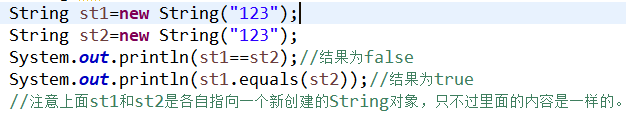 String st1=new String("123");
String st2=new String("123");
System.out.println(st1==st2);//结果为false
System.out.println(st1.equals(st2));//结果为true
//注意上面st1和st2是各自指向一个新创建的String对象，只不过里面的内容是一样的。